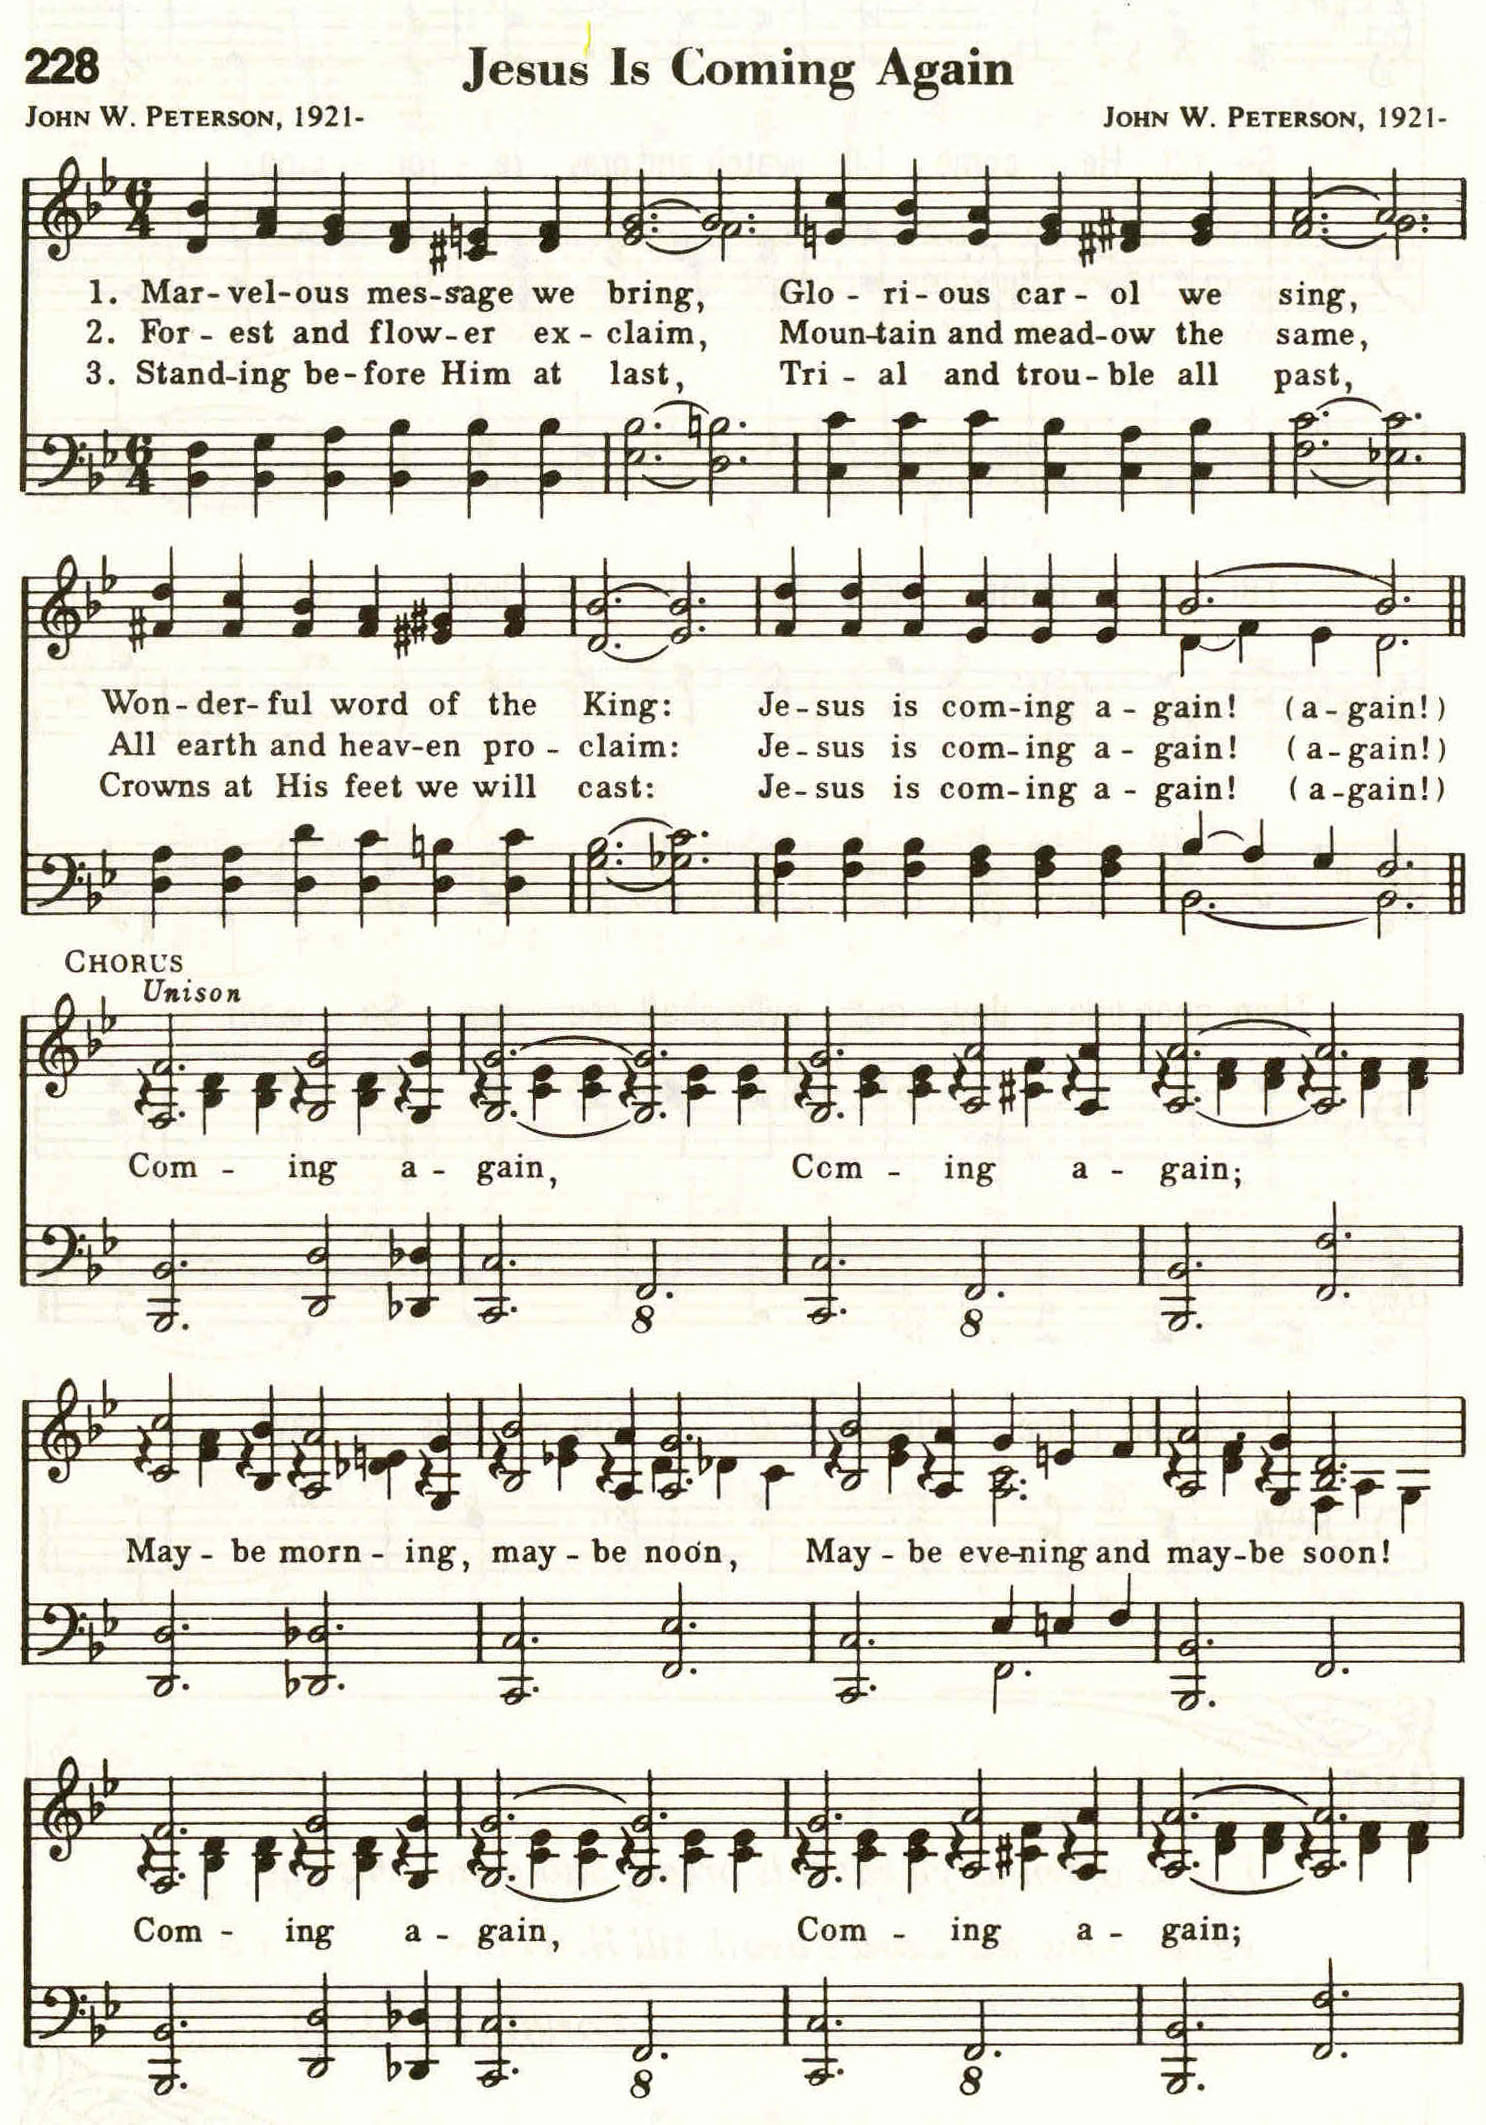 228 Jesus Is Coming Again
JOHN W. PETERSON, 1921- JOHN W. PETERSON, 1921-
1. Mar-vel-ous mes-sage we bring, Glo - ri-ous car - ol we sing,
2. For - est and flow-er ex - claim, Moun-tain and mead-ow the same,
3. Stand-ing be-fore Him at last, Tri - al and trou-ble all past,
Won-der-ful word of the King: Je-sus is com-ing a - gain! (a-gain!)
All earth and heav-en pro - claim: Je-sus is com-ing a - gain! (a-gain!)
Crowns at His feet we will cast: Je-sus is com-ing a - gain! (a-gain!)
CHORUS
Unison
Com - ing a - gain, Com - ing a - gain;
8 8
May - be morn - ing, may - be noon, May - be eve-ning and may-be soon!
Com - ing a - gain, Com - ing a - gain;
8 8